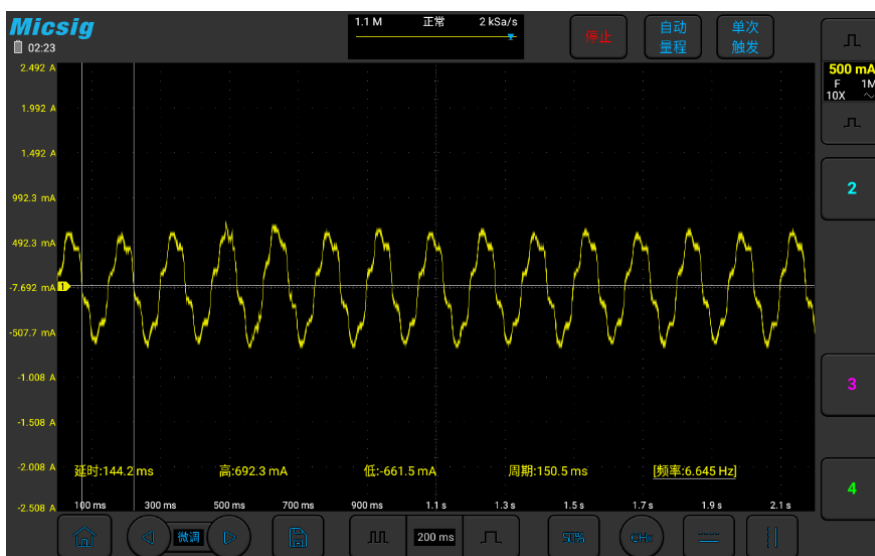 Micsig
02:23
1.1 M 正常 2 kSa/s
停止
自动
量程
单次
触发
500 mA
F 1M
10X
2.492 A
1.992 A
1.492 A
992.3 mA
492.3 mA
-7.692 mA
1
-507.7 mA
-1.008 A
-1.508 A
-2.008 A
-2.508 A
2
3
4
延时:144.2 ms 高:692.3 mA 低:-661.5 mA 周期:150.5 ms [频率:6.645 Hz]
100 ms 300 ms 500 ms 700 ms 900 ms 1.1 s 1.3 s 1.5 s 1.7 s 1.9 s 2.1 s
微调
200 ms
50%